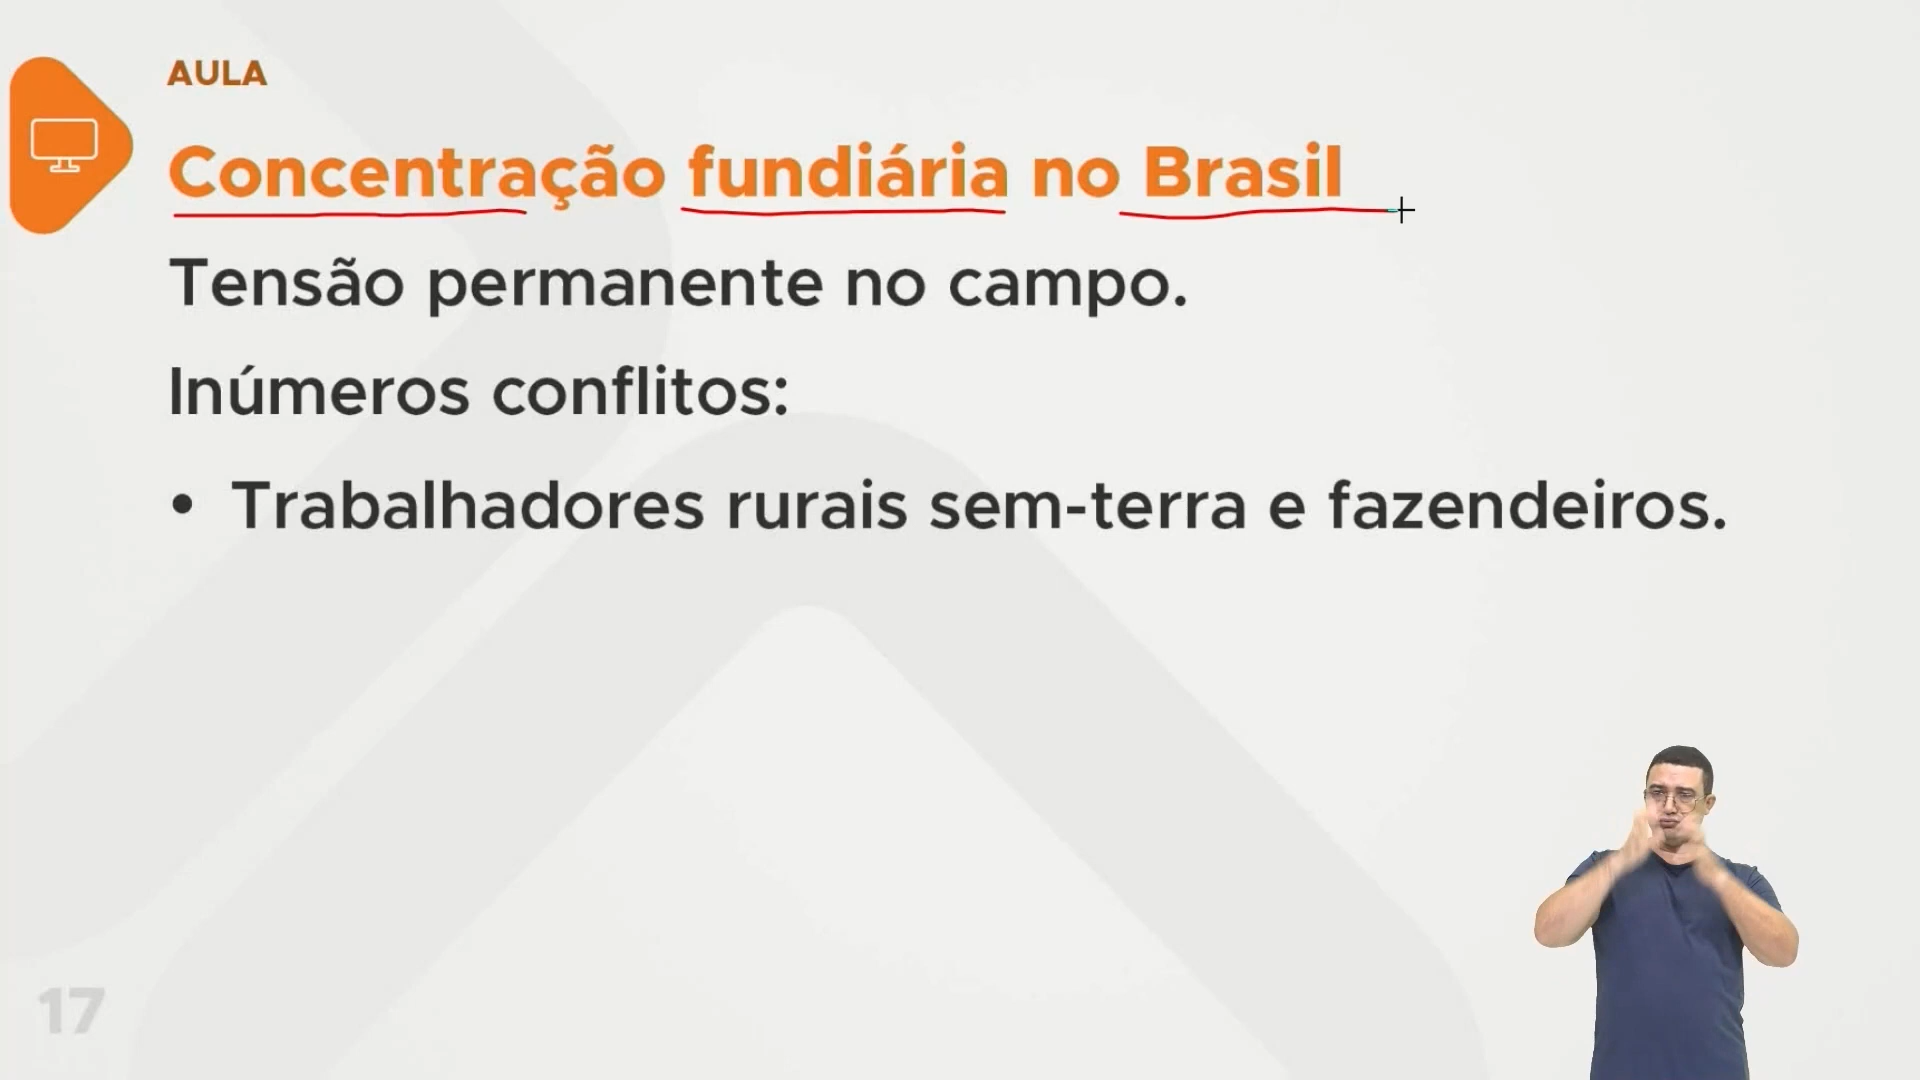 AULA
Concentração fundiária no Brasil
Tensão permanente no campo.
Inúmeros conflitos:
• Trabalhadores rurais sem-terra e fazendeiros.
17